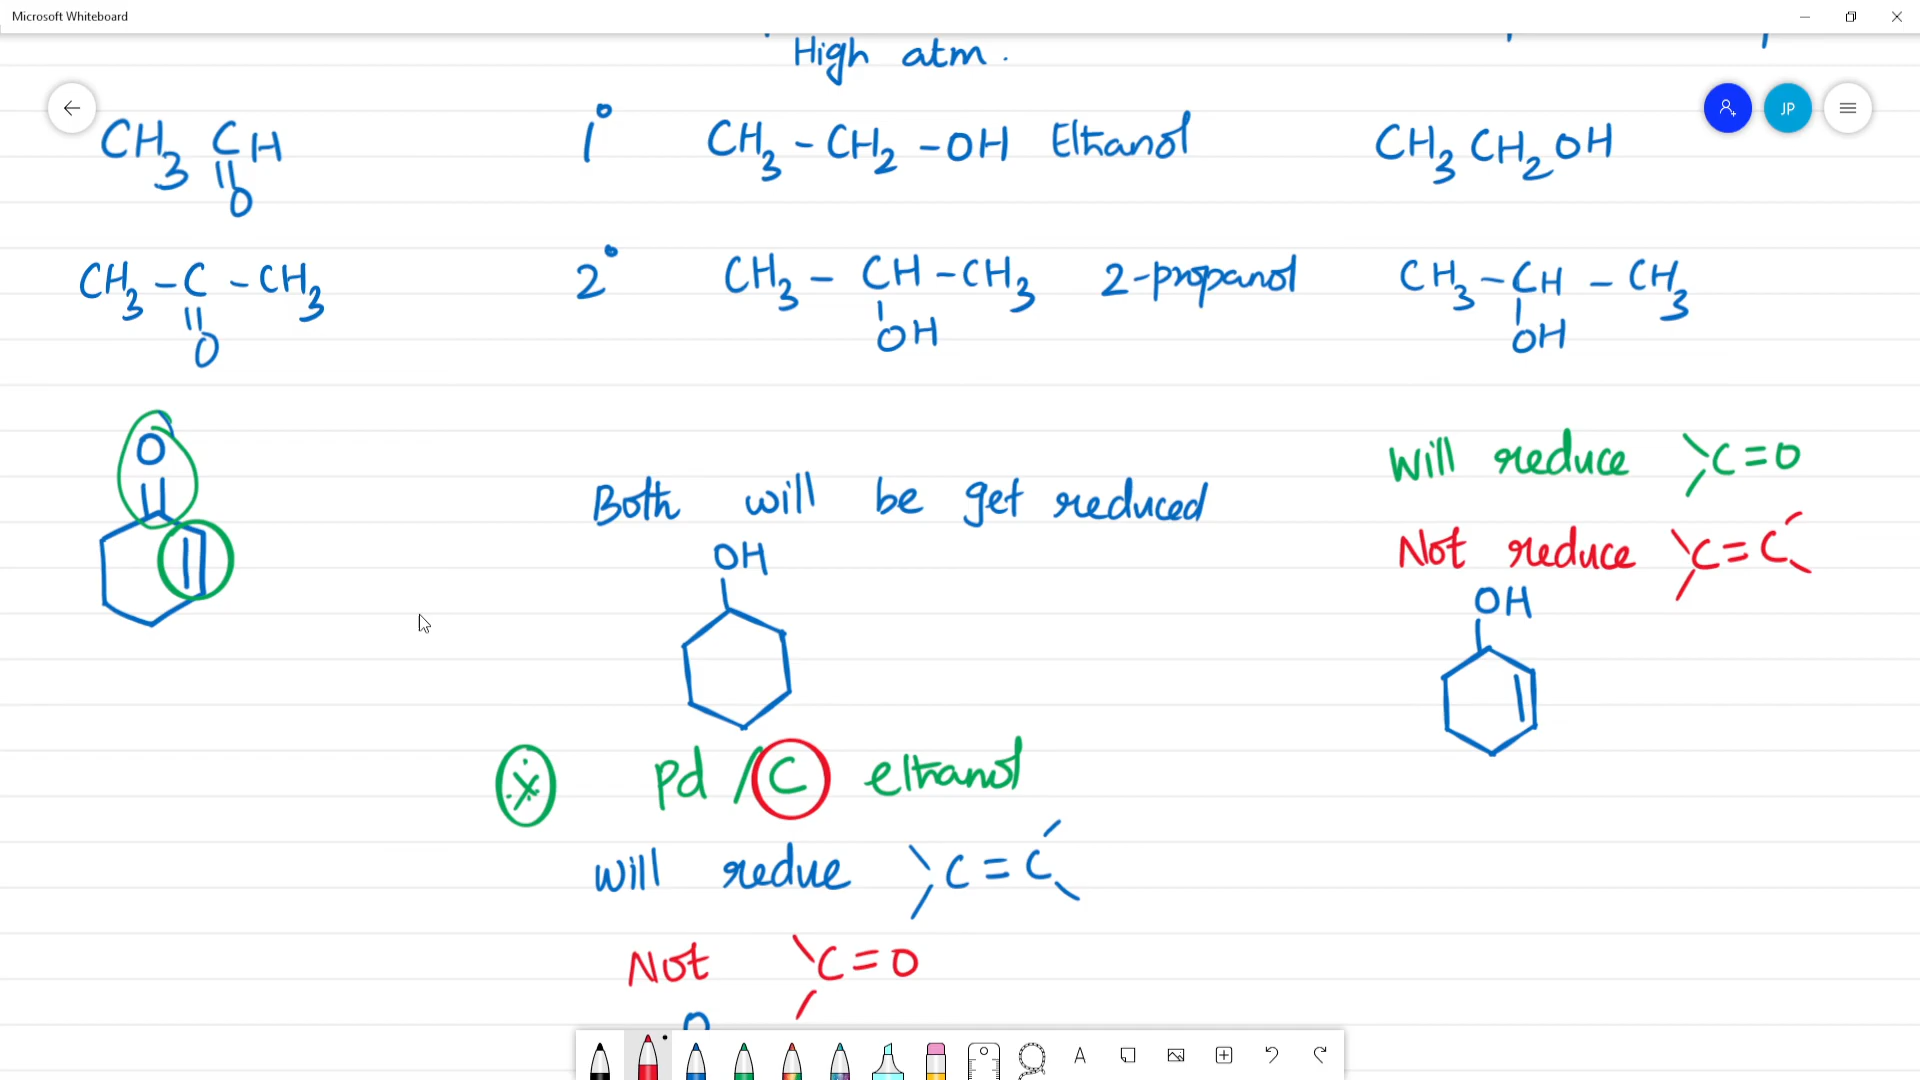 Microsoft Whiteboard
High atm.
JP
CH3 CH 1° CH3 - CH2 - OH Ethanol CH3 CH2 OH
O
CH3 - C - CH3 2° CH3 - CH - CH3 2-propanol CH3 - CH - CH3
O OH OH
O Will reduce C = O
Both will be get reduced
Not reduce C = C
OH
OH
Pd / C ethanol
will redue C = C
Not C = O
O
A